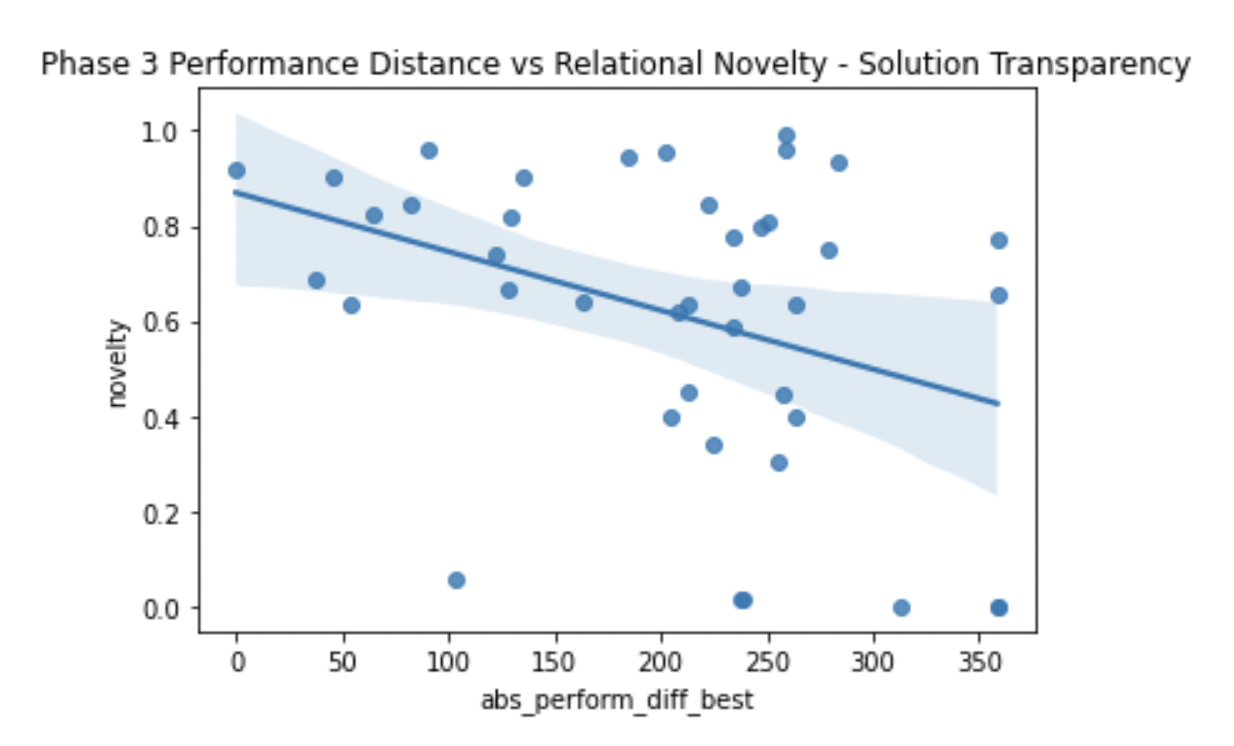 Phase 3 Performance Distance vs Relational Novelty - Solution Transparency
1.0
0.8
0.6
0.4
0.2
0.0
novelty
0 50 100 150 200 250 300 350
abs_perform_diff_best